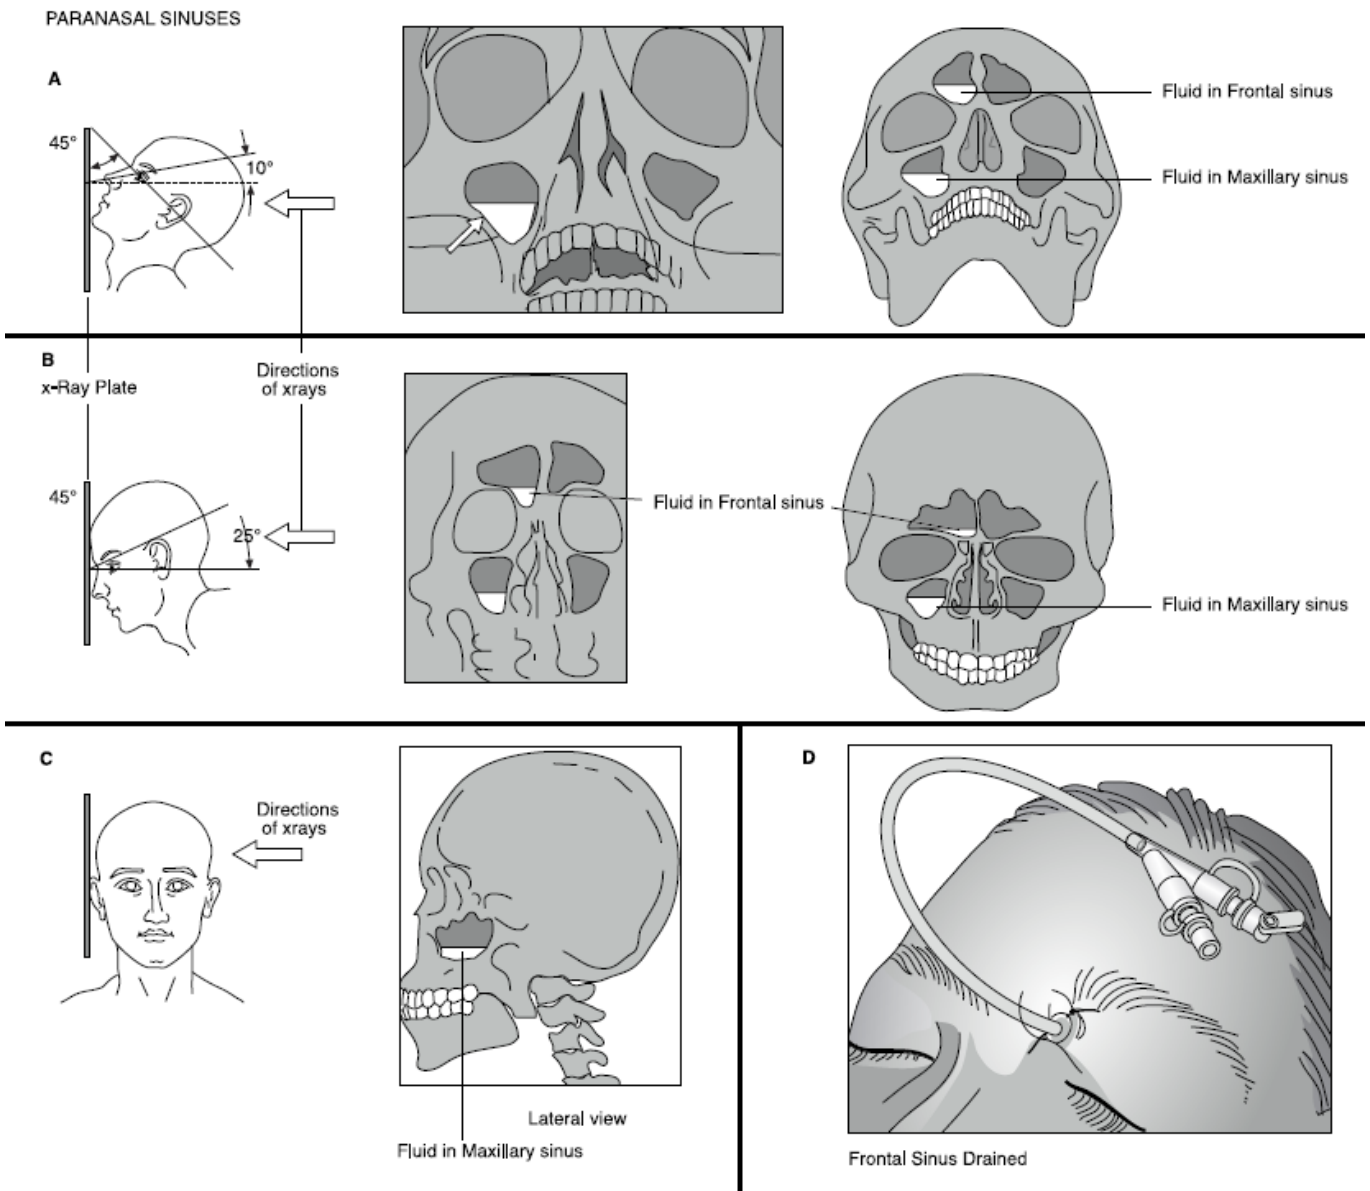 PARANASAL SINUSES
A
45°
10°
Fluid in Frontal sinus
Fluid in Maxillary sinus
B
x-Ray Plate
Directions
of xrays
45°
25°
Fluid in Frontal sinus
Fluid in Maxillary sinus
C
Directions
of xrays
Lateral view
Fluid in Maxillary sinus
D
Frontal Sinus Drained